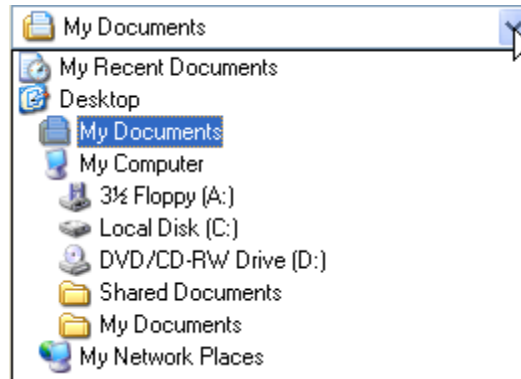 My Documents
My Recent Documents
Desktop
My Documents
My Computer
3½ Floppy (A:)
Local Disk (C:)
DVD/CD-RW Drive (D:)
Shared Documents
My Documents
My Network Places